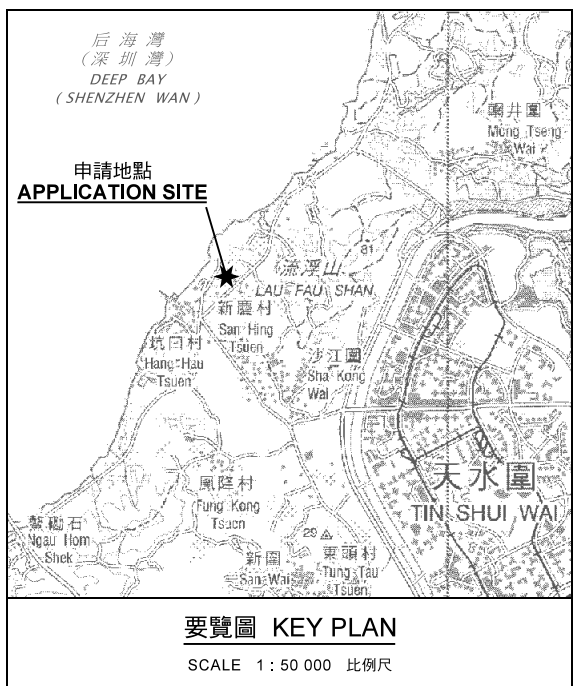 后海灣
(深圳灣)
DEEP BAY
(SHENZHEN WAN)
申請地點
APPLICATION SITE
Mong Tseng
Wai
81
流浮山
LAU FAU SHAN
新慶村
San Hing
Tsuen
坑口村
Hang Hau
Tsuen
沙江圍
Sha Kong
Wai
天水圍
TIN SHUI WAI
鳳降村
Fung Kong
Tsuen
鰲磡石
Ngau Hom
Shek
29
新圍
San Wai
東頭村
Tung Tau
Tsuen
要覽圖 KEY PLAN
SCALE 1 : 50 000 比例尺